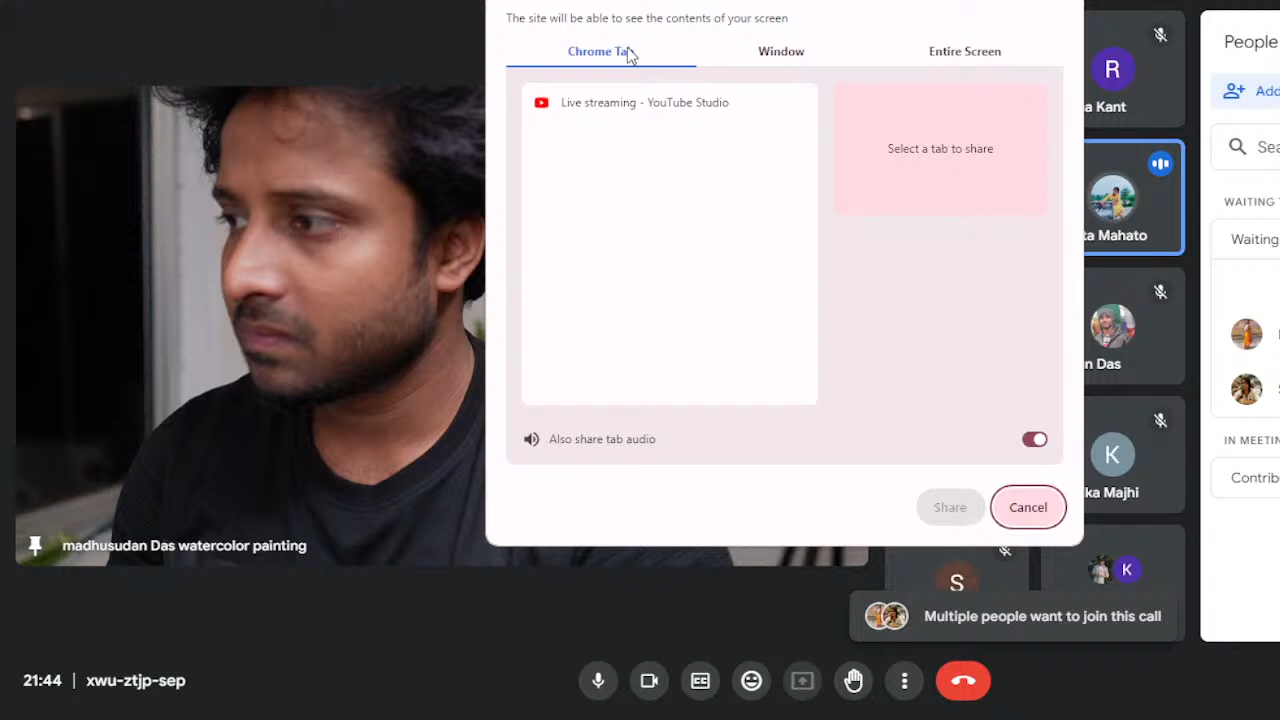 The site will be able to see the contents of your screen
Chrome Tab
Window
Entire Screen
Live streaming - YouTube Studio
Select a tab to share
Also share tab audio
Share
Cancel
R
a Kant
ta Mahato
n Das
K
ka Majhi
S
K
madhusudan Das watercolor painting
Multiple people want to join this call
People
Add
Sea
WAITING
Waiting
IN MEETIN
Contrib
21:44 | xwu-ztjp-sep